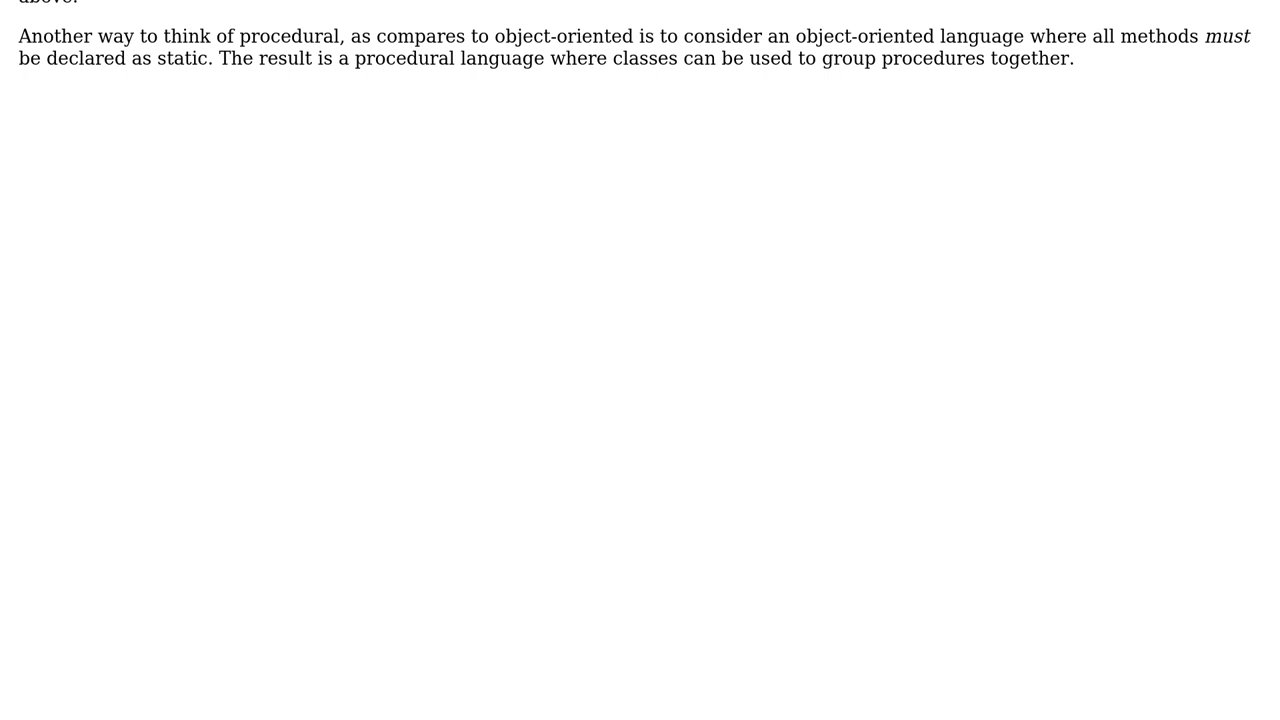 above.
Another way to think of procedural, as compares to object-oriented is to consider an object-oriented language where all methods must
be declared as static. The result is a procedural language where classes can be used to group procedures together.